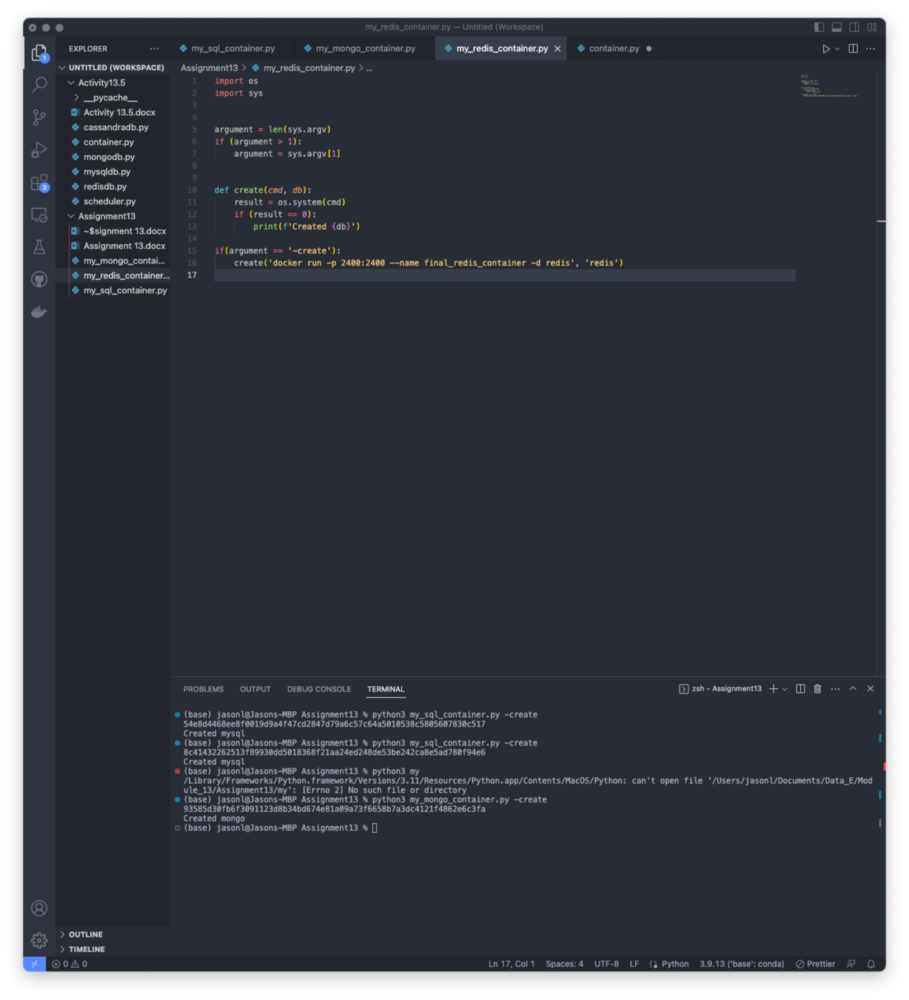 my_redis_container.py — Untitled (Workspace)
EXPLORER
my_sql_container.py
my_mongo_container.py
my_redis_container.py
container.py
UNTITLED (WORKSPACE)
Assignment13 > my_redis_container.py > ...
Activity13.5
__pycache__
Activity 13.5.docx
cassandradb.py
container.py
mongodb.py
mysqldb.py
redisdb.py
scheduler.py
Assignment13
~$signment 13.docx
Assignment 13.docx
my_mongo_contai...
my_redis_container...
my_sql_container.py
1
3
1 import os
2 import sys
3
4
5 argument = len(sys.argv)
6 if (argument > 1):
7     argument = sys.argv[1]
8
9
10 def create(cmd, db):
11     result = os.system(cmd)
12     if (result == 0):
13         print(f'Created {db}')
14
15 if(argument == '-create'):
16     create('docker run -p 2400:2400 --name final_redis_container -d redis', 'redis')
17
PROBLEMS OUTPUT DEBUG CONSOLE TERMINAL
zsh - Assignment13
(base) jasonl@Jasons-MBP Assignment13 % python3 my_sql_container.py -create
54e8d4468ee8f0019d9a4f47cd2847d79a6c57c64a5010538c5805607830c517
Created mysql
(base) jasonl@Jasons-MBP Assignment13 % python3 my_sql_container.py -create
8c41432262513f89930dd5018368f21aa24ed248de53be242ca8e5ad780f94e6
Created mysql
(base) jasonl@Jasons-MBP Assignment13 % python3 my
/Library/Frameworks/Python.framework/Versions/3.11/Resources/Python.app/Contents/MacOS/Python: can't open file '/Users/jasonl/Documents/Data_E/Mod
ule_13/Assignment13/my': [Errno 2] No such file or directory
(base) jasonl@Jasons-MBP Assignment13 % python3 my_mongo_container.py -create
93585d30fb6f3091123d8b34bd674e81a09a73f6658b7a3dc4121f4862e6c3fa
Created mongo
(base) jasonl@Jasons-MBP Assignment13 %
OUTLINE
TIMELINE
0 0
Ln 17, Col 1 Spaces: 4 UTF-8 LF Python 3.9.13 ('base': conda) Prettier